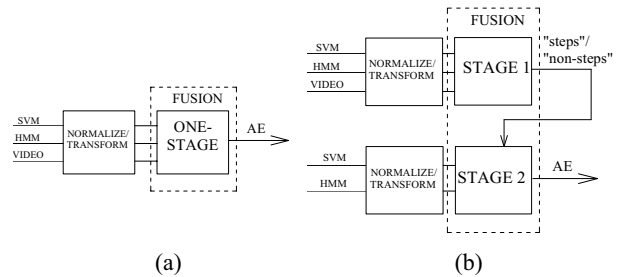 FUSION
SVM
HMM
VIDEO
NORMALIZE/
TRANSFORM
ONE-
STAGE
AE
(a)
FUSION
SVM
HMM
VIDEO
NORMALIZE/
TRANSFORM
STAGE 1
"steps"/
"non-steps"
SVM
HMM
NORMALIZE/
TRANSFORM
STAGE 2
AE
(b)